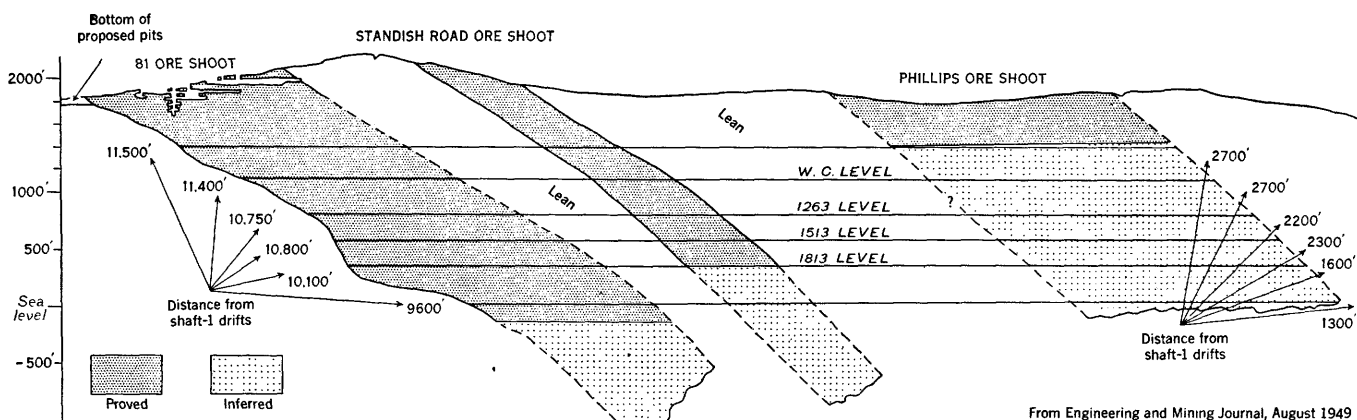 Bottom of
proposed pits
STANDISH ROAD ORE SHOOT
81 ORE SHOOT
PHILLIPS ORE SHOOT
2000'
1000'
500'
Sea
level
-500'
Lean
Lean
W. C. LEVEL
1263 LEVEL
?
1513 LEVEL
1813 LEVEL
11.500'
11.400'
10.750'
10.800'
10.100'
9600'
Distance from
shaft-1 drifts
2700'
2700'
2200'
2300'
1600'
1300'
Distance from
shaft-1 drifts
Proved
Inferred
From Engineering and Mining Journal, August 1949